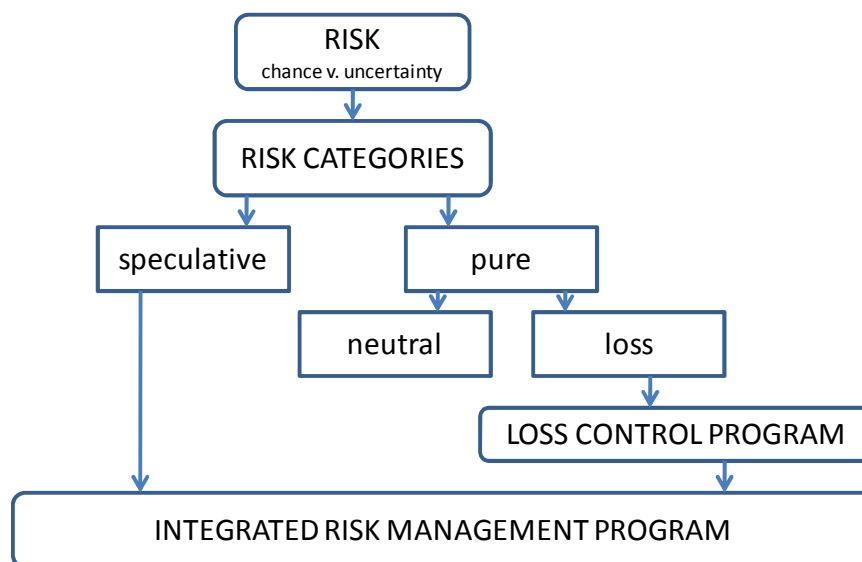 RISK
chance v. uncertainty
RISK CATEGORIES
speculative
pure
neutral
loss
LOSS CONTROL PROGRAM
INTEGRATED RISK MANAGEMENT PROGRAM